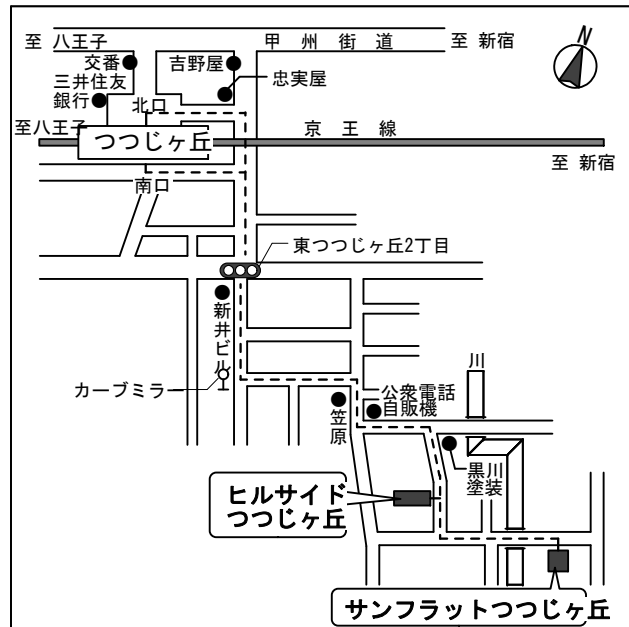 至 八王子
甲州街道
至 新宿
N
交番
吉野屋
三井住友
銀行
忠実屋
北口
至八王子
つつじヶ丘
京王線
至 新宿
南口
東つつじヶ丘2丁目
新井ビル
川
カーブミラー
公衆電話
自販機
笠原
黒川
塗装
ヒルサイド
つつじヶ丘
サンフラットつつじヶ丘